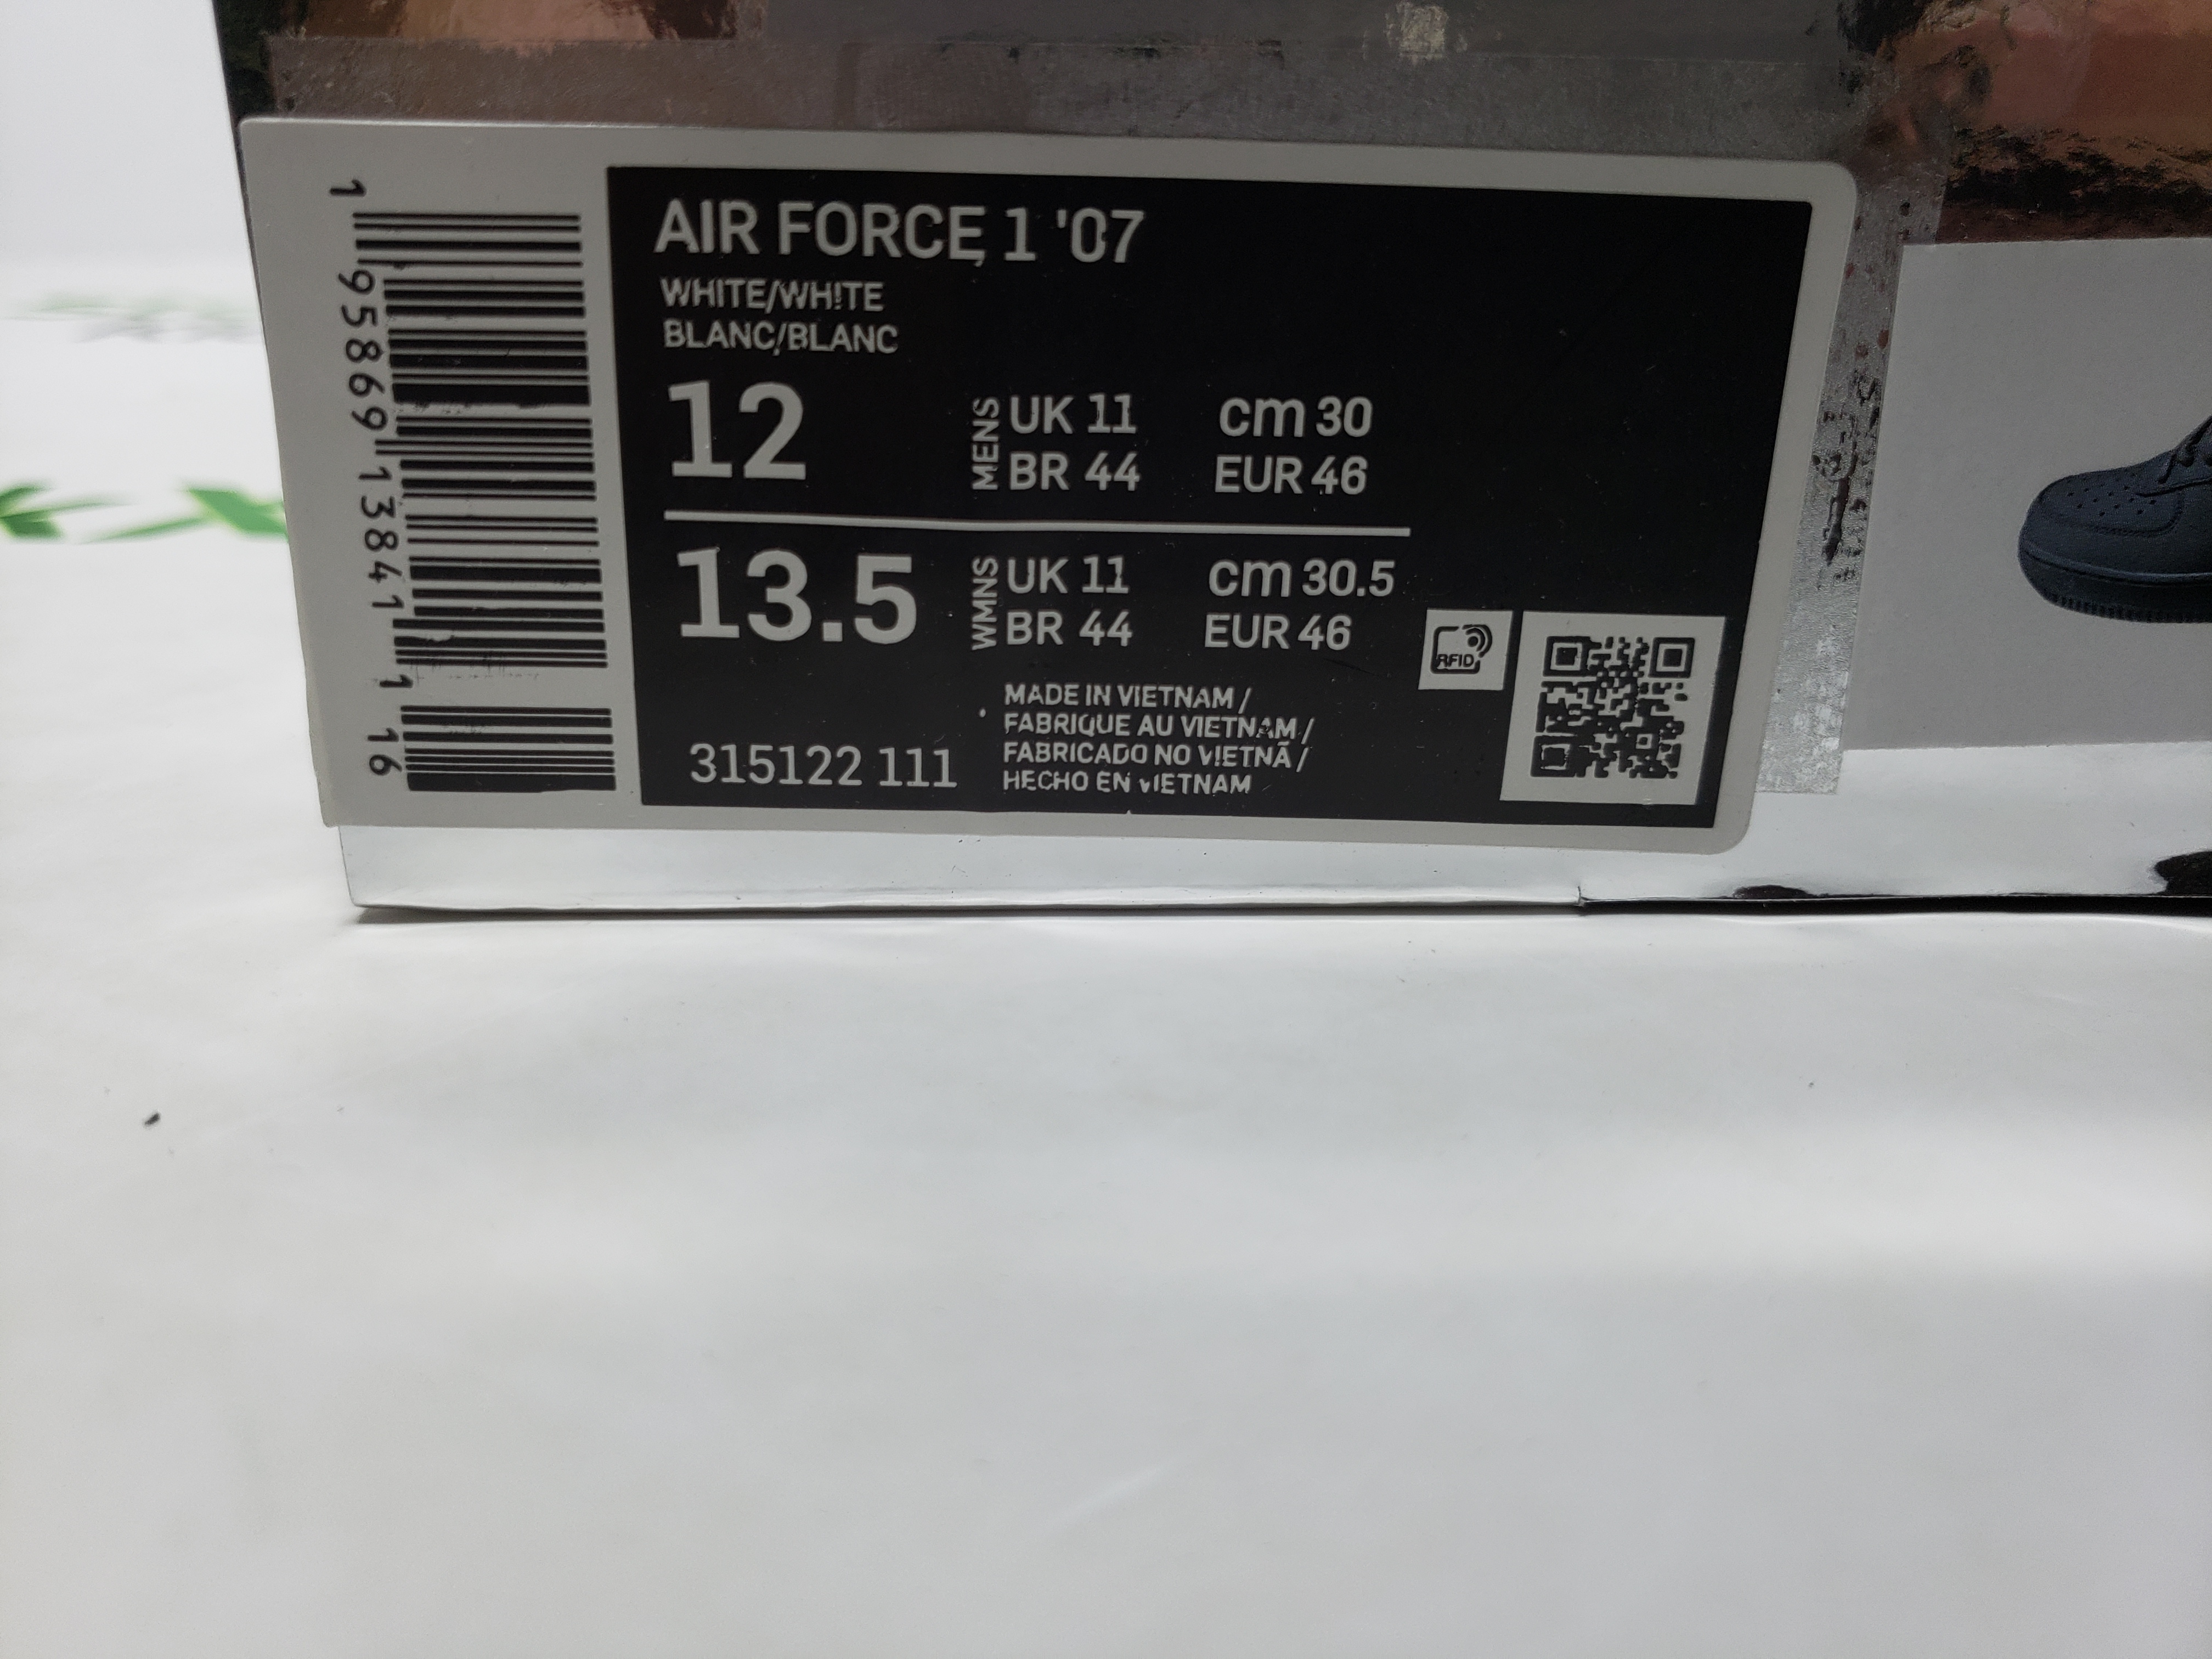 AIR FORCE 1 '07
WHITE/WHITE
BLANC/BLANC
12
MENS
UK 11 cm 30
BR 44 EUR 46
13.5
WMNS
UK 11 cm 30.5
BR 44 EUR 46
RFID
MADE IN VIETNAM /
FABRIQUE AU VIETNAM /
FABRICADO NO VIETNÃ /
HECHO EN VIETNAM
315122 111
1 95869 13841 1 16